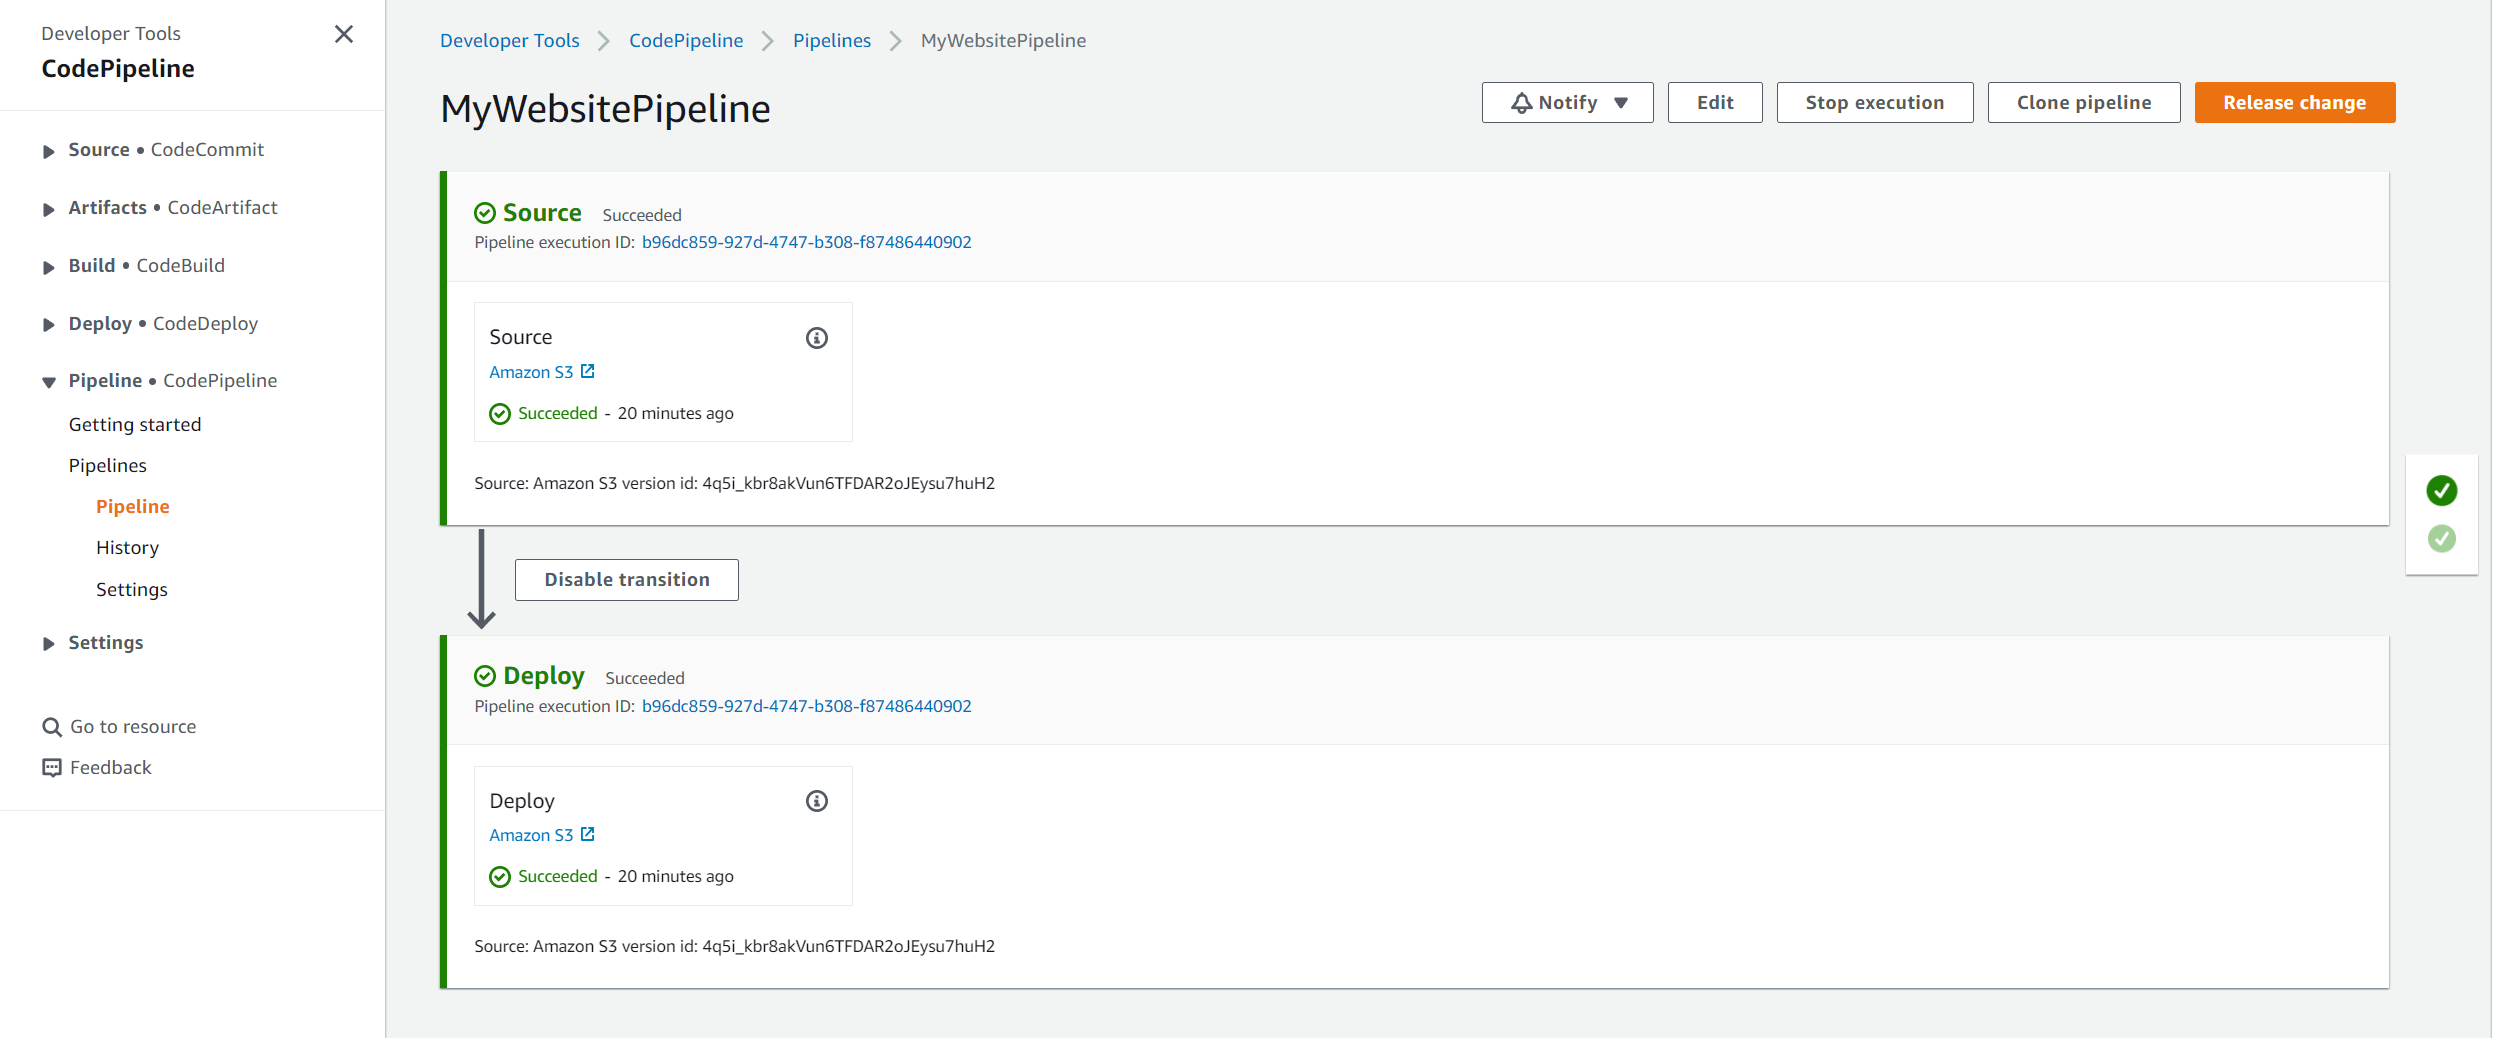 Developer Tools
CodePipeline
Source • CodeCommit
Artifacts • CodeArtifact
Build • CodeBuild
Deploy • CodeDeploy
Pipeline • CodePipeline
Getting started
Pipelines
Pipeline
History
Settings
Settings
Go to resource
Feedback
Developer Tools > CodePipeline > Pipelines > MyWebsitePipeline
MyWebsitePipeline
Notify
Edit
Stop execution
Clone pipeline
Release change
Source Succeeded
Pipeline execution ID: b96dc859-927d-4747-b308-f87486440902
Source
Amazon S3
Succeeded - 20 minutes ago
Source: Amazon S3 version id: 4q5i_kbr8akVun6TFDAR2oJEysu7huH2
Disable transition
Deploy Succeeded
Pipeline execution ID: b96dc859-927d-4747-b308-f87486440902
Deploy
Amazon S3
Succeeded - 20 minutes ago
Source: Amazon S3 version id: 4q5i_kbr8akVun6TFDAR2oJEysu7huH2